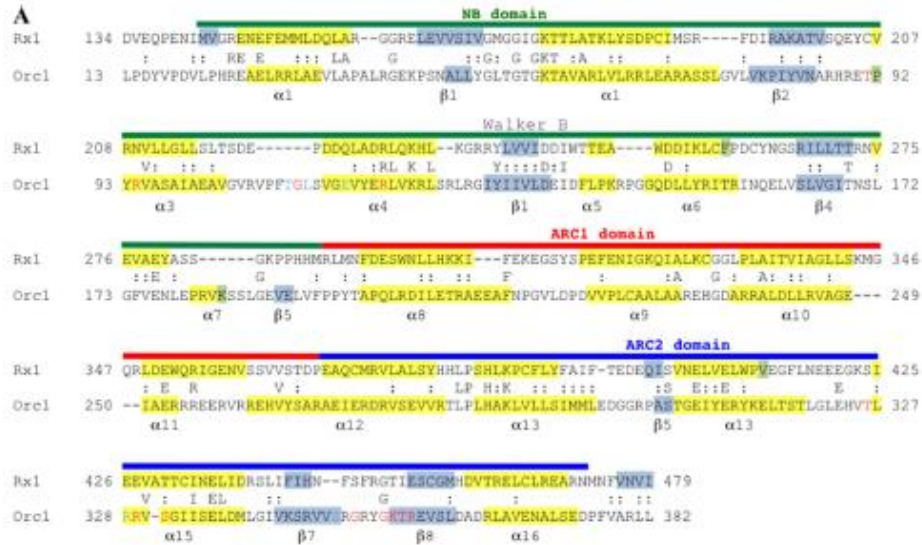 A
NB domain
Rx1 134 DVEQPENIMVGRENEFEMMLDQLAR---GGRELEVVSIVGMGGIGKTTLATKLYSDPCIMSR----FDIRAKATVSQEYCV 207
Orc1 13 LPDYVPDVLPHREAELRRLAEVLAPALRGEKPSNALLYGLTGTGKTAVARLVLRRLEARASSLGVLVKPIYVNARHRETP 92
α1 β1 α1 β2
Walker B
Rx1 208 RNVLLGLLSLTSDE-----PDDQLADRLQKHL--KGRRYLVVIDDIWTTEA---WDDIKLCFPDCYNGSRILLTTRNV 275
Orc1 93 YRVASAIAEAVGVRVPFTGLSVGEVYERLVKRLSRLRGIYIIVLDEIDFLPKRPGGQDLLYRITRINQELVSLVGITNSL 172
α3 α4 β1 α5 α6 β4
ARC1 domain
Rx1 276 EVAEYASS-----GKPPHHMRLMNFDESWNLLHKKI---FEKEGSYSPEFENIGKQIALKCGGLPLAITVIAGLLSKMG 346
Orc1 173 GFVENLEPRVKSSLGEVELVFPPYTAPQLRDILETRAEEAFNPGVLDPDVVPLCAALAAREHGDARRALDLLRVAGE--- 249
α7 β5 α8 α9 α10
ARC2 domain
Rx1 347 QRLDEWQRIGENVSSVVSTDPEAQCMRVLALSYHHLPSHLKPCFLYFAIF-TEDEQISVNELVELWPVEGFLNEEEGKSI 425
Orc1 250 --IAERRREERVRREHVYSARAEIERDRVSEVVRTLPLHAKLVLLSIMMLEDGGRPASTGEIYERYKELTSTLGLEHVTL 327
α11 α12 α13 β5 α13
Rx1 426 EEVATTCINELIDRSLIFIHN--FSFRGTIESCGMHDVTRELCLREARNMNFVNVI 479
Orc1 328 RRV-SGIISELDMLGIVKSRVVSRGRYGKTREVSLDADRLAVENALSEDPFVARLL 382
α15 β7 β8 α16